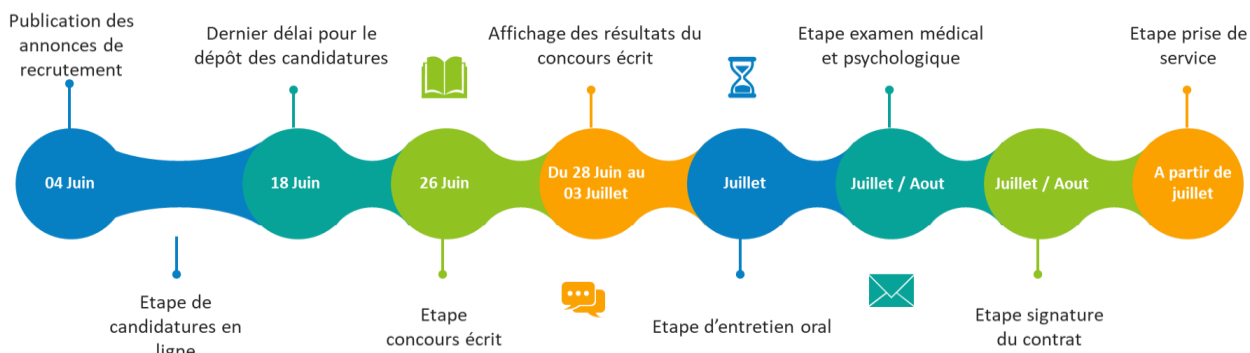 Publication des
annonces de
recrutement
Dernier délai pour le
dépôt des candidatures
Affichage des résultats du
concours écrit
Etape examen médical
et psychologique
Etape prise de
service
04 Juin
18 Juin
26 Juin
Du 28 Juin au
03 Juillet
Juillet
Juillet / Aout
Juillet / Aout
A partir de
juillet
Etape de
candidatures en
ligne
Etape
concours écrit
Etape d’entretien oral
Etape signature
du contrat